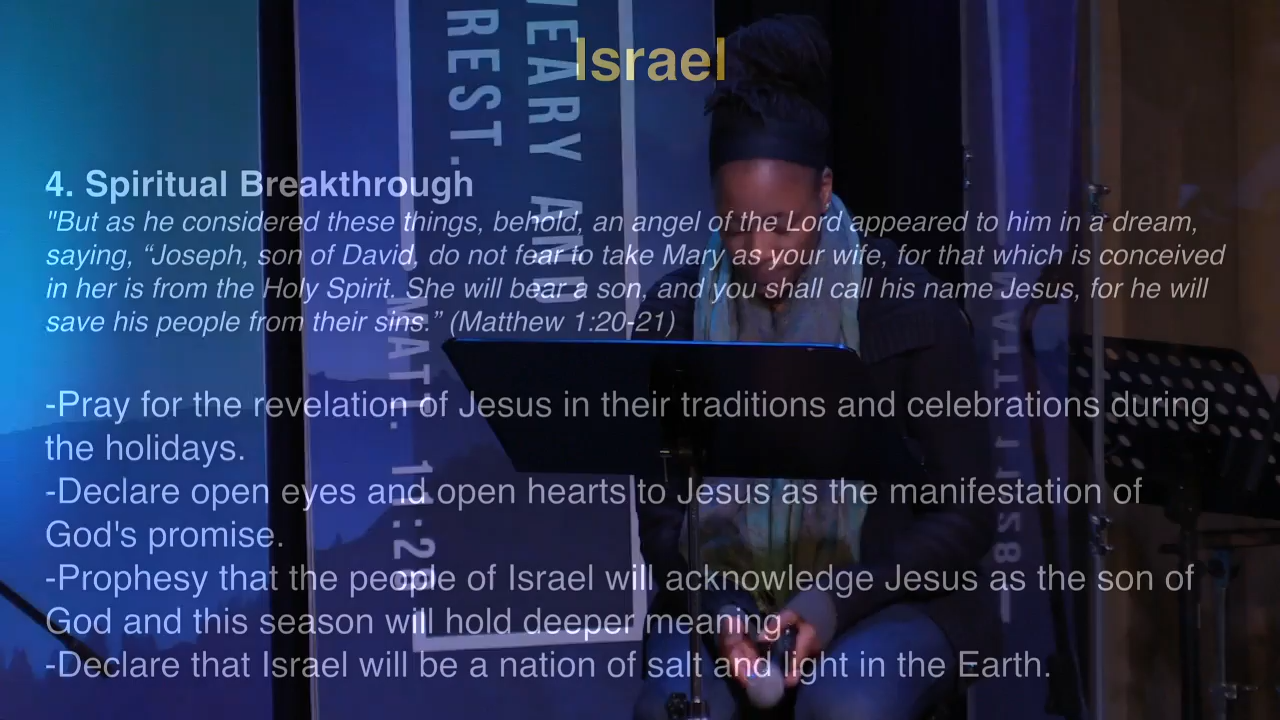 Israel
4. Spiritual Breakthrough
"But as he considered these things, behold, an angel of the Lord appeared to him in a dream,
saying, “Joseph, son of David, do not fear to take Mary as your wife, for that which is conceived
in her is from the Holy Spirit. She will bear a son, and you shall call his name Jesus, for he will
save his people from their sins.” (Matthew 1:20-21)
-Pray for the revelation of Jesus in their traditions and celebrations during
the holidays.
-Declare open eyes and open hearts to Jesus as the manifestation of
God's promise.
-Prophesy that the people of Israel will acknowledge Jesus as the son of
God and this season will hold deeper meaning.
-Declare that Israel will be a nation of salt and light in the Earth.
WEARY AND
REST.
MATT. 11:28
MATT 11:28